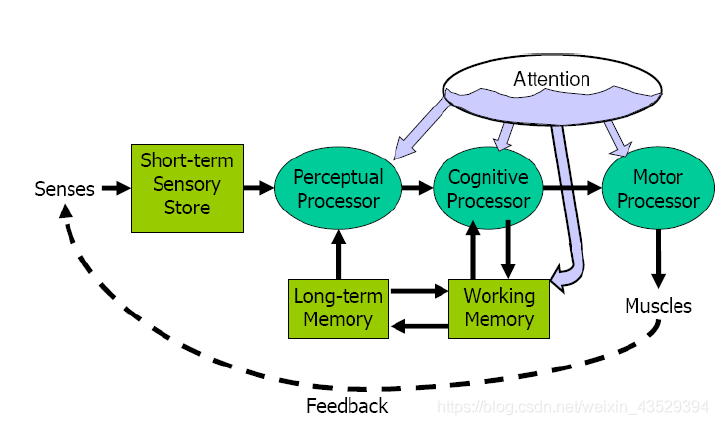 Attention
Short-term
Sensory
Store
Senses
Perceptual
Processor
Cognitive
Processor
Motor
Processor
Long-term
Memory
Working
Memory
Muscles
Feedback
https://blog.csdn.net/weixin_43529394